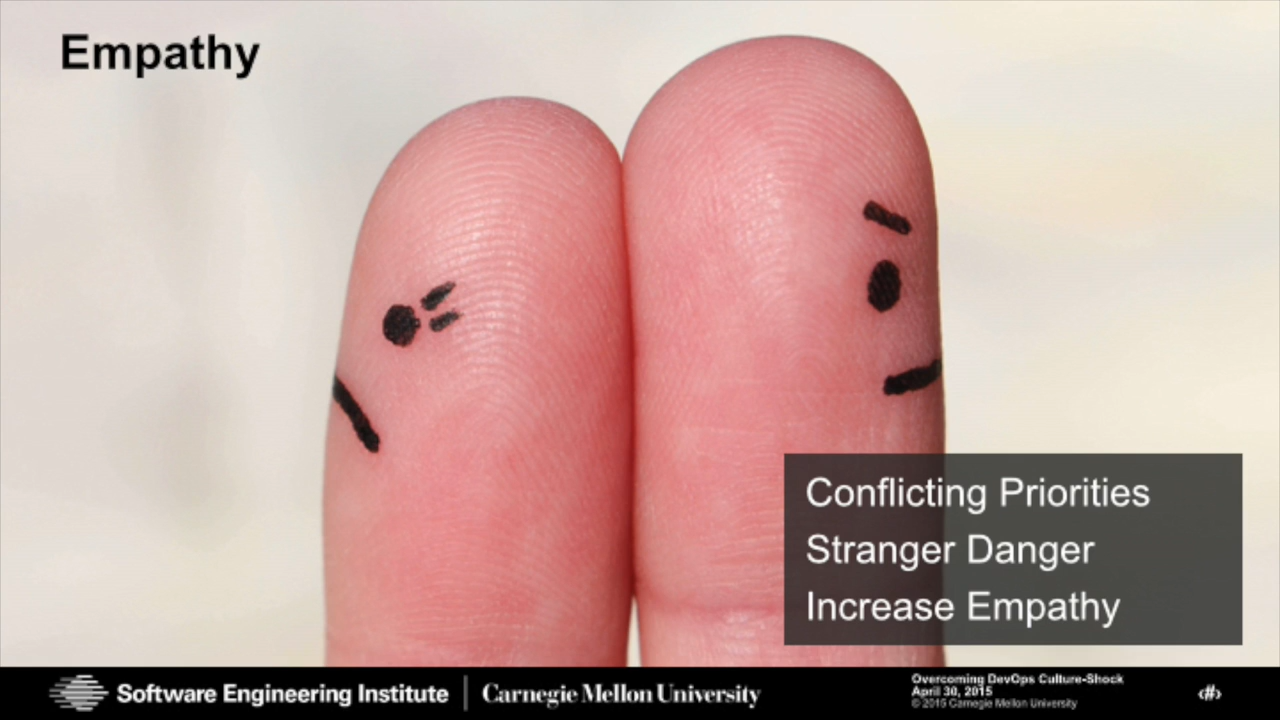 Empathy
Conflicting Priorities
Stranger Danger
Increase Empathy
Software Engineering Institute
Carnegie Mellon University
Overcoming DevOps Culture-Shock
April 30, 2015
© 2015 Carnegie Mellon University
‹#›